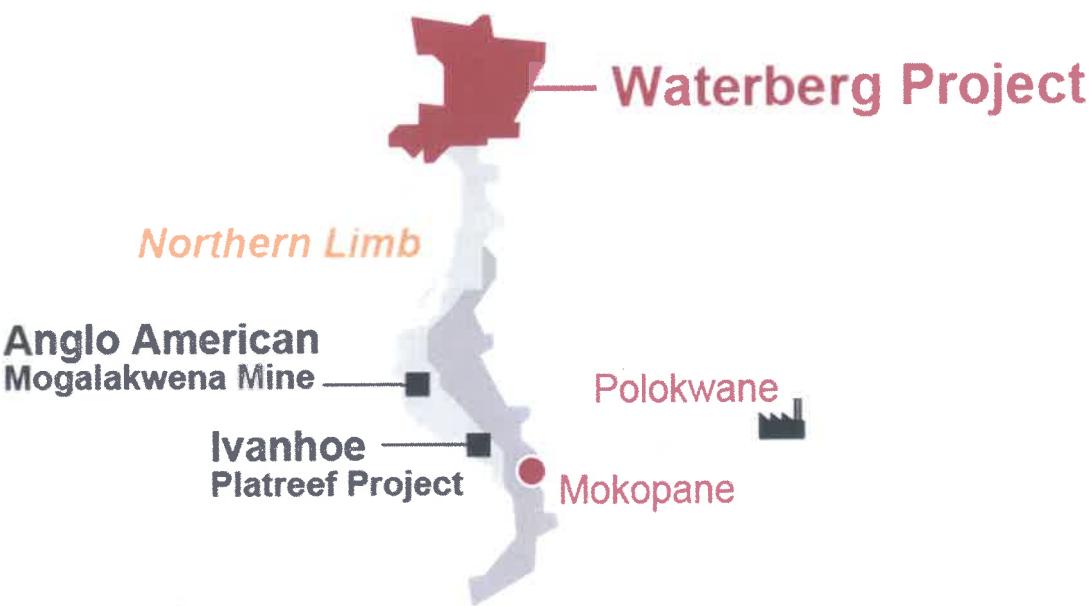 Waterberg Project
Northern Limb
Anglo American
Mogalakwena Mine
Polokwane
Ivanhoe
Platreef Project
Mokopane